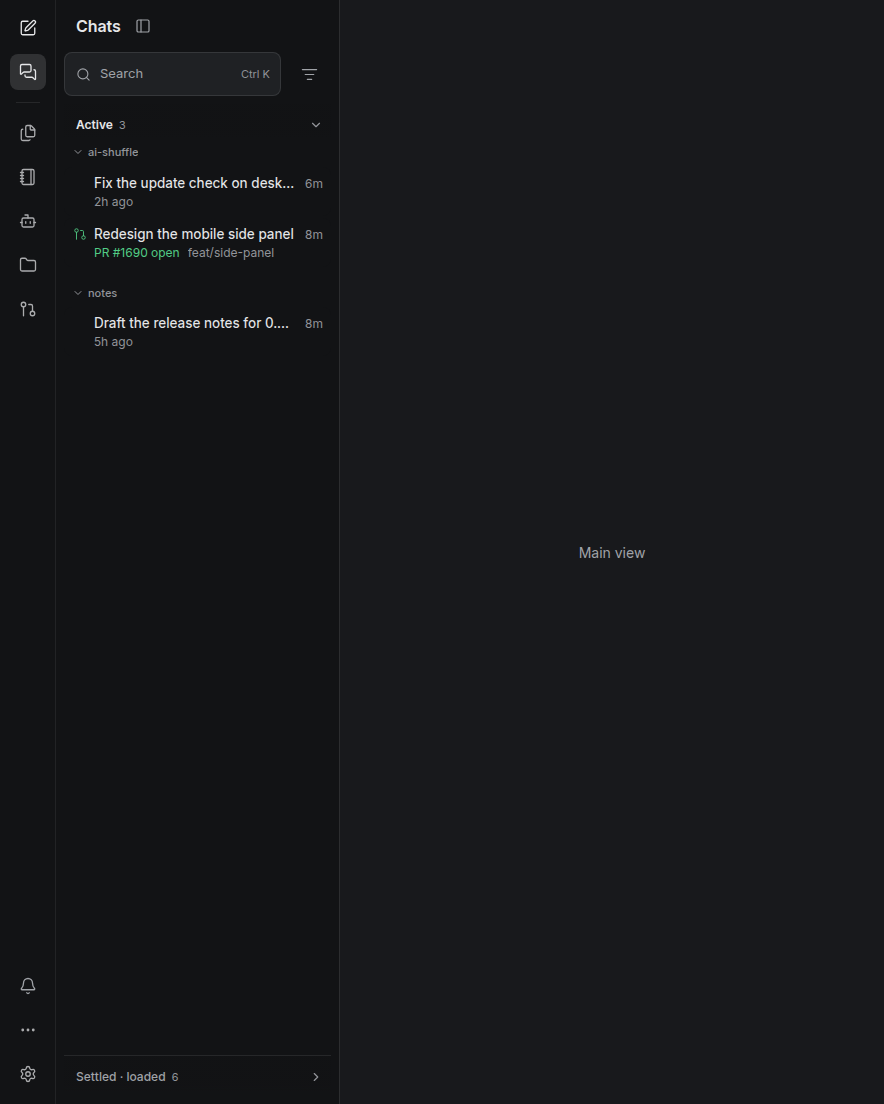 Chats
Search Ctrl K
Active 3
ai-shuffle
Fix the update check on desk... 6m
2h ago
Redesign the mobile side panel 8m
PR #1690 open feat/side-panel
notes
Draft the release notes for 0.... 8m
5h ago
Main view
Settled · loaded 6